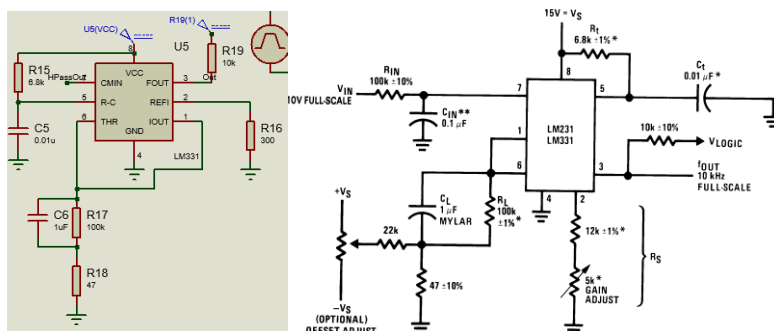 U5(VCC)
R19(1)
U5
R19
10k
R15
6.8k
HPassOut
8
VCC
7
CMIN
FOUT
3
Out
5
R-C
REFI
2
6
THR
IOUT
1
GND
LM331
4
C5
0.01u
R16
300
C6
1uF
R17
100k
R18
47
15V = VS
Rt
6.8k ±1%*
8
Ct
0.01 µF*
RIN
100k ±10%
VIN
10V FULL-SCALE
7
5
CIN**
0.1 µF
LM231
LM331
1
6
3
10k ±10%
VLOGIC
fOUT
10 kHz
FULL-SCALE
4
2
CL
1 µF
MYLAR
RL
100k
±1%*
+VS
22k
47 ±10%
12k ±1%*
RS
5k*
GAIN
ADJUST
−VS
(OPTIONAL)
OFFSET ADJUST